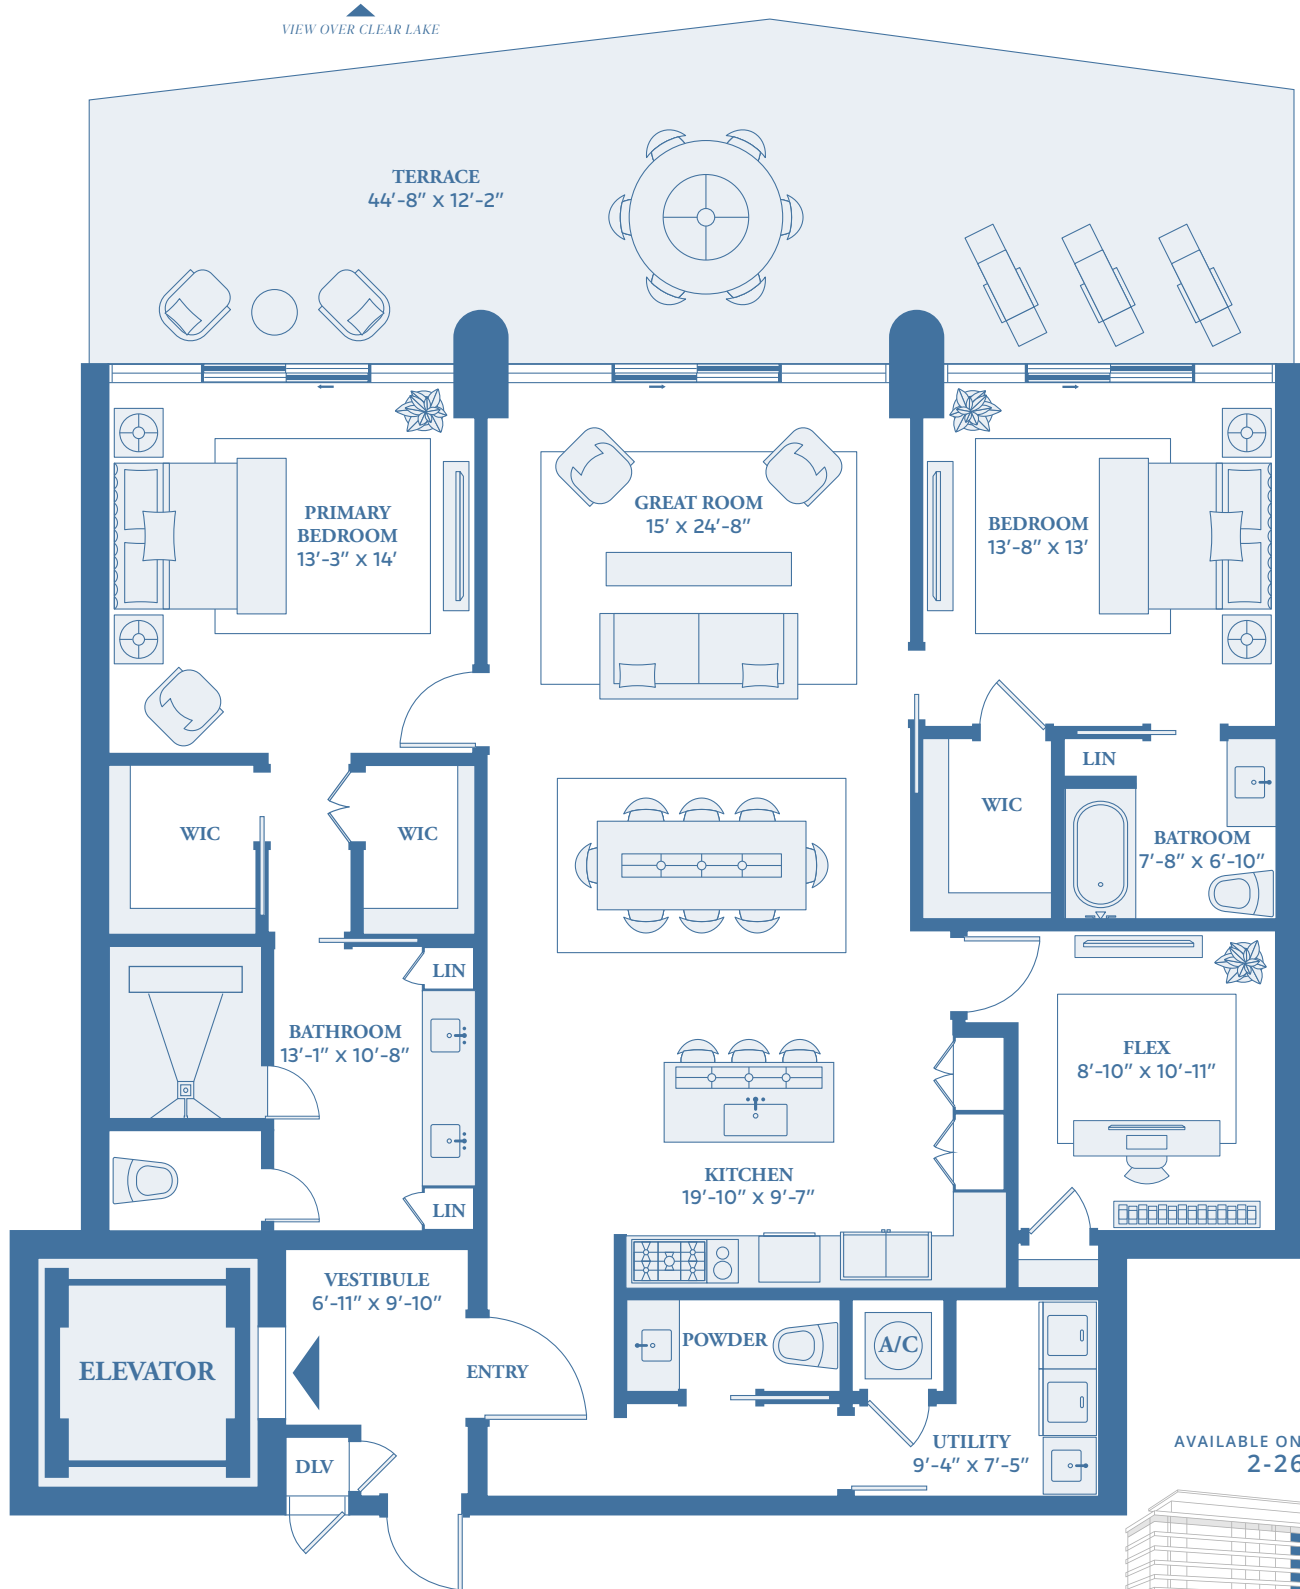 VIEW OVER CLEAR LAKE
TERRACE
44'-8" X 12'-2"
PRIMARY
BEDROOM
13'-3" X 14'
GREAT ROOM
15' X 24'-8"
BEDROOM
13'-8" X 13'
WIC
WIC
WIC
LIN
BATROOM
7'-8" X 6'-10"
LIN
BATHROOM
13'-1" X 10'-8"
LIN
FLEX
8'-10" X 10'-11"
KITCHEN
19'-10" X 9'-7"
VESTIBULE
6'-11" X 9'-10"
ELEVATOR
ENTRY
POWDER
A/C
DLV
UTILITY
9'-4" X 7'-5"
AVAILABLE ON
2-26